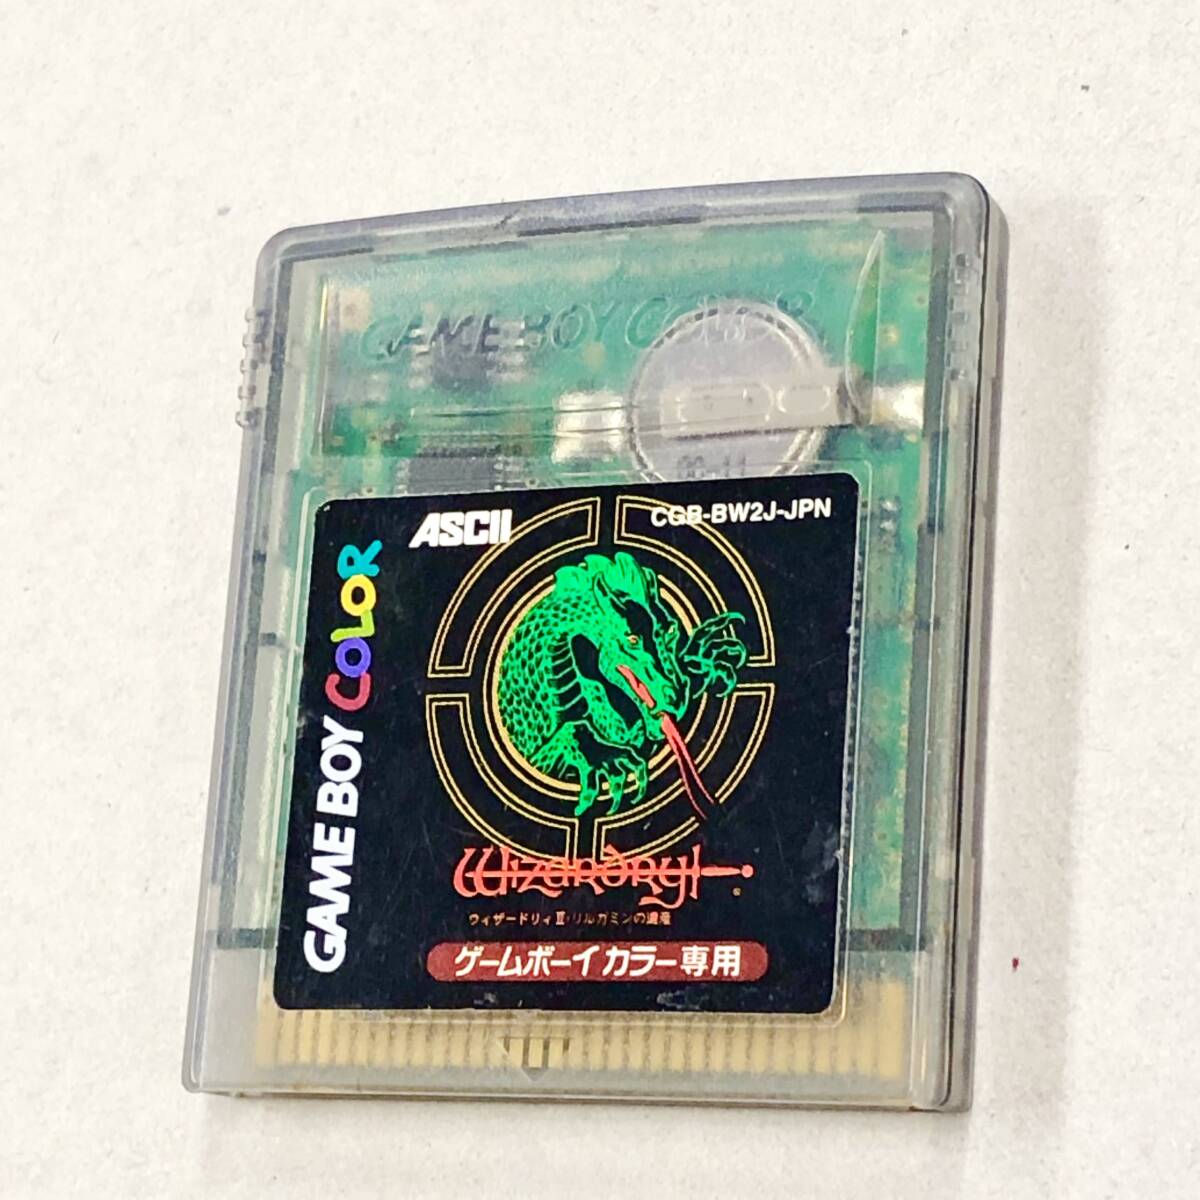 GAME BOY COLOR
ASCII
CGB-BW2J-JPN
GAME BOY COLOR
Wizardry
ウィザードリィⅡ・リルガミンの遺産
ゲームボーイカラー専用